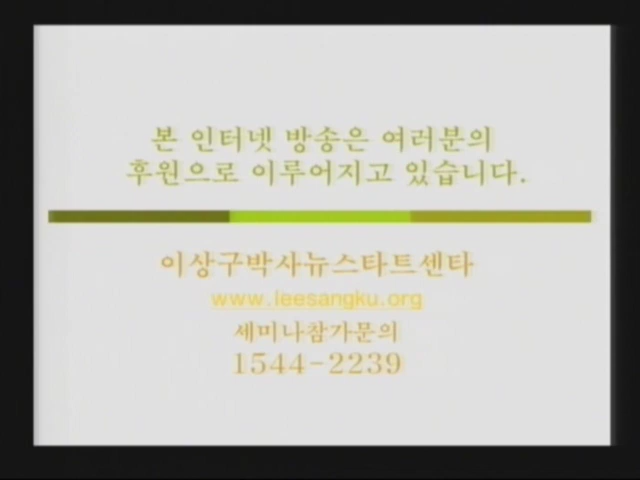 본 인터넷 방송은 여러분의
후원으로 이루어지고 있습니다.
이상구박사뉴스타트센타
www.leesangku.org
세미나참가문의
1544-2239